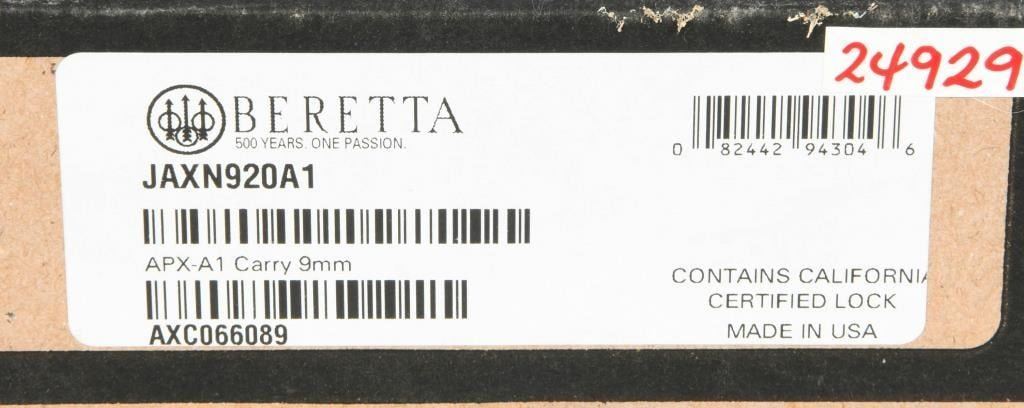 24929
BERETTA
500 YEARS. ONE PASSION.
JAXN920A1
0 82442 94304 6
APX-A1 Carry 9mm
AXC066089
CONTAINS CALIFORNIA
CERTIFIED LOCK
MADE IN USA